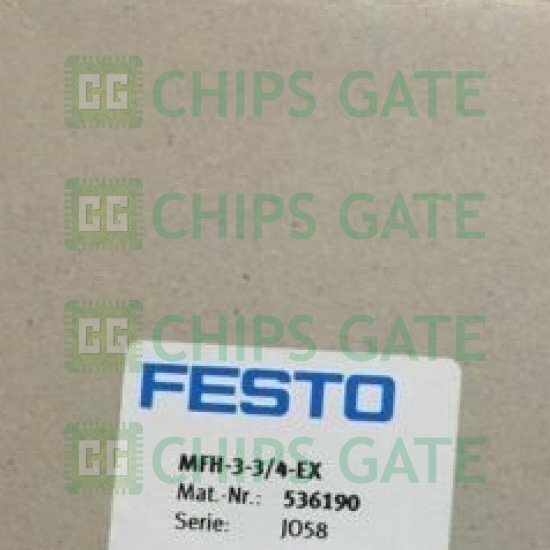 CG CHIPS GATE
CG CHIPS GATE
CG CHIPS GATE
FESTO
MFH-3-3/4-EX
CG CHIPS GATE
Mat.-Nr.: 536190
Serie: JO58